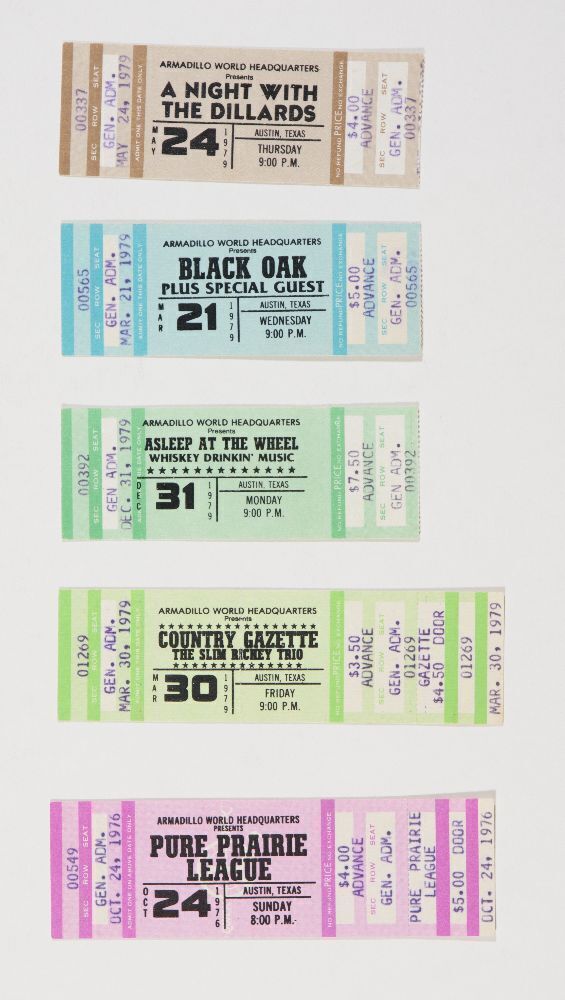 00337
SEC ROW SEAT
GEN. ADM.
MAY 24, 1979
ADMIT ONE THIS DATE ONLY
ARMADILLO WORLD HEADQUARTERS
Presents
A NIGHT WITH
THE DILLARDS
MAY 24 1979
AUSTIN, TEXAS
THURSDAY
9:00 P.M.
NO REFUND PRICE NO EXCHANGE
$4.00
ADVANCE
SEC ROW SEAT
GEN. ADM.
00337
00565
SEC ROW SEAT
GEN. ADM.
MAR. 21, 1979
ADMIT ONE THIS DATE ONLY
ARMADILLO WORLD HEADQUARTERS
Presents
BLACK OAK
PLUS SPECIAL GUEST
MAR 21 1979
AUSTIN, TEXAS
WEDNESDAY
9:00 P.M.
NO REFUND PRICE NO EXCHANGE
$5.00
ADVANCE
SEC ROW SEAT
GEN. ADM.
00565
00392
SEC ROW SEAT
GEN ADM.
DEC. 31, 1979
ARMADILLO WORLD HEADQUARTERS
Presents
ASLEEP AT THE WHEEL
WHISKEY DRINKIN' MUSIC
DEC 31 1979
AUSTIN, TEXAS
MONDAY
9:00 P.M.
NO REFUND PRICE NO EXCHANGE
$7.50
ADVANCE
SEC ROW SEAT
GEN ADM.
00392
01269
SEC ROW SEAT
GEN. ADM.
MAR. 30, 1979
ARMADILLO WORLD HEADQUARTERS
Presents
COUNTRY GAZETTE
THE SLIM RICHEY TRIO
MAR 30 1979
AUSTIN, TEXAS
FRIDAY
9:00 P.M.
NO REFUND PRICE NO EXCHANGE
$3.50
ADVANCE
SEC ROW SEAT
GEN. ADM.
01269
GAZETTE
$4.50 DOOR
01269
MAR. 30, 1979
00549
SEC ROW SEAT
GEN. ADM.
OCT. 24, 1976
ADMIT ONE ON ABOVE DATE ONLY
ARMADILLO WORLD HEADQUARTERS
PRESENTS
PURE PRAIRIE
LEAGUE
OCT 24 1976
AUSTIN, TEXAS
SUNDAY
8:00 P.M.
NO REFUND PRICE NO EXCHANGE
$4.00
ADVANCE
SEC ROW SEAT
GEN. ADM.
PURE PRAIRIE
LEAGUE
$5.00 DOOR
OCT. 24, 1976